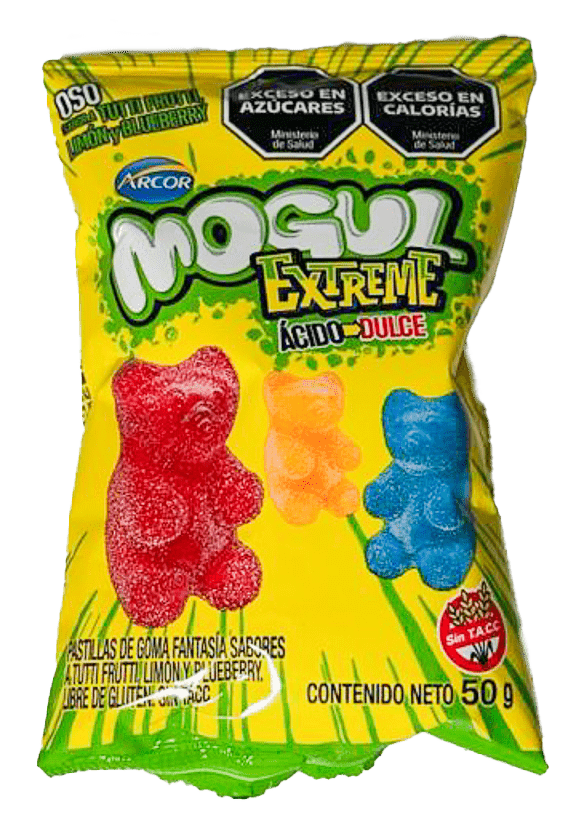 OSO
SABOR A TUTTI FRUTTI
LIMÓN y BLUEBERRY
EXCESO EN
AZÚCARES
Ministerio
de Salud
EXCESO EN
CALORÍAS
Ministerio
de Salud
ARCOR
MOGUL
EXTREME
ÁCIDO DULCE
Sin T.A.C.C.
PASTILLAS DE GOMA FANTASÍA SABORES
A TUTTI FRUTTI, LIMÓN Y BLUEBERRY.
LIBRE DE GLUTEN. SIN TACC
CONTENIDO NETO 50 g